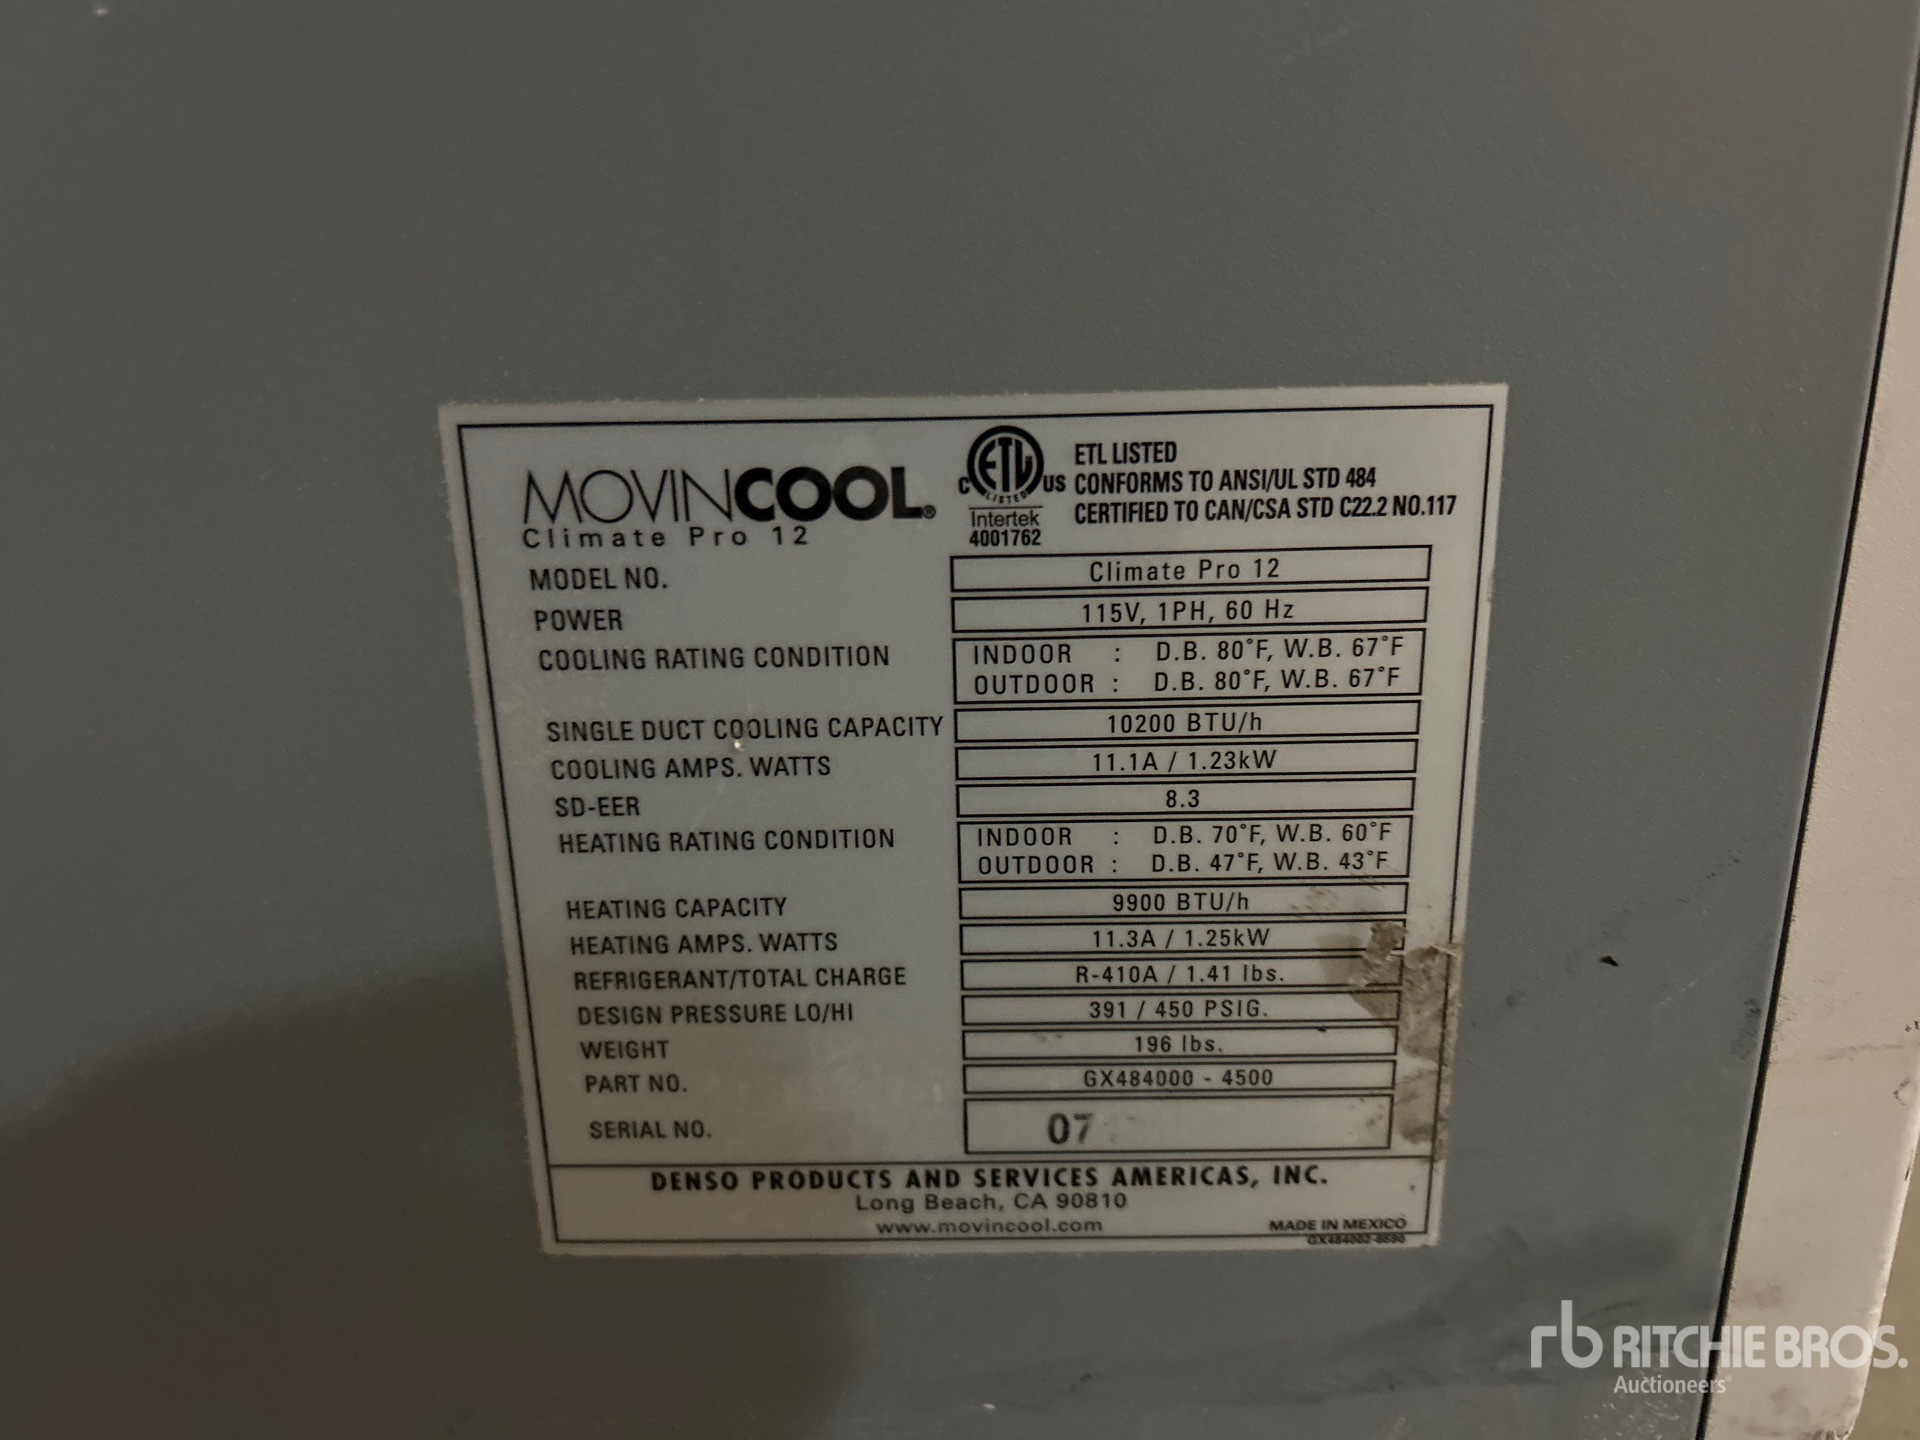 MOVINCOOL®
Climate Pro 12
C ETL LISTED US
Intertek
4001762
ETL LISTED
CONFORMS TO ANSI/UL STD 484
CERTIFIED TO CAN/CSA STD C22.2 NO.117
MODEL NO. Climate Pro 12
POWER 115V, 1PH, 60 Hz
COOLING RATING CONDITION INDOOR : D.B. 80°F, W.B. 67°F
OUTDOOR : D.B. 80°F, W.B. 67°F
SINGLE DUCT COOLING CAPACITY 10200 BTU/h
COOLING AMPS. WATTS 11.1A / 1.23kW
SD-EER 8.3
HEATING RATING CONDITION INDOOR : D.B. 70°F, W.B. 60°F
OUTDOOR : D.B. 47°F, W.B. 43°F
HEATING CAPACITY 9900 BTU/h
HEATING AMPS. WATTS 11.3A / 1.25kW
REFRIGERANT/TOTAL CHARGE R-410A / 1.41 lbs.
DESIGN PRESSURE LO/HI 391 / 450 PSIG.
WEIGHT 196 lbs.
PART NO. GX484000 - 4500
SERIAL NO. 07
DENSO PRODUCTS AND SERVICES AMERICAS, INC.
Long Beach, CA 90810
www.movincool.com
MADE IN MEXICO
rb RITCHIE BROS.
Auctioneers